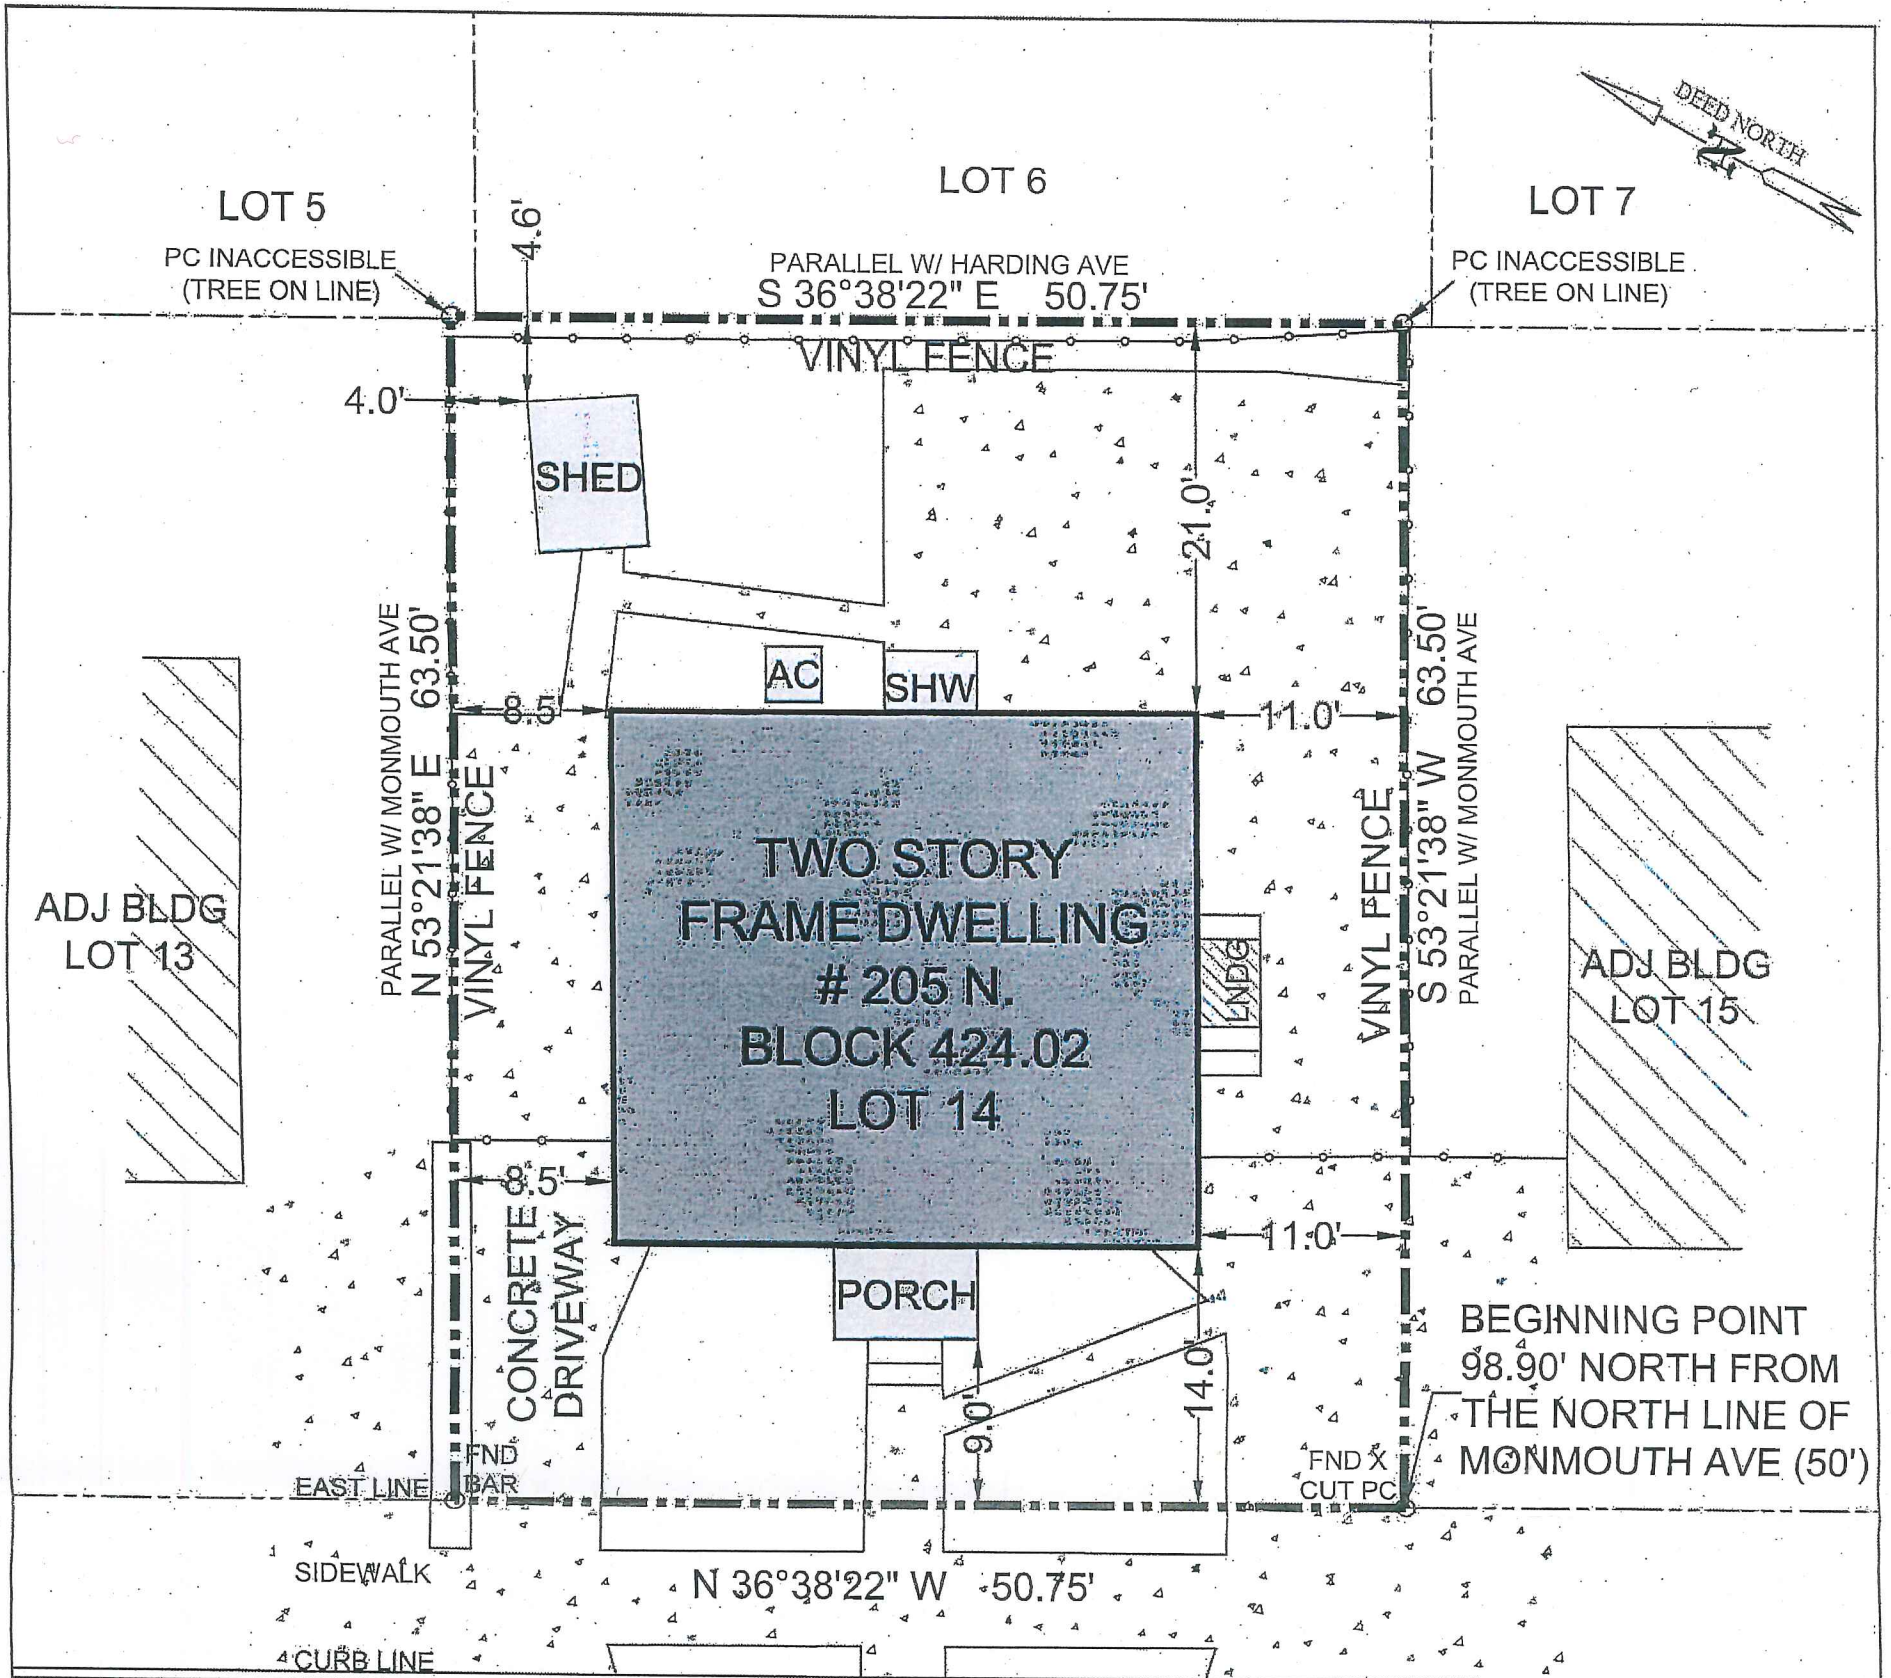 DEED NORTH
N
LOT 5
LOT 6
LOT 7
PC INACCESSIBLE
(TREE ON LINE)
4.6'
PARALLEL W/ HARDING AVE
S 36°38'22" E 50.75'
PC INACCESSIBLE
(TREE ON LINE)
VINYL FENCE
4.0'
SHED
21.0'
AC
SHW
8.5'
11.0'
PARALLEL W/ MONMOUTH AVE
N 53°21'38" E 63.50'
VINYL FENCE
VINYL FENCE
S 53°21'38" W 63.50'
PARALLEL W/ MONMOUTH AVE
ADJ BLDG
LOT 13
TWO STORY
FRAME DWELLING
# 205 N.
BLOCK 424.02
LOT 14
LNDG
ADJ BLDG
LOT 15
8.5'
11.0'
CONCRETE
DRIVEWAY
PORCH
9.0'
14.0'
BEGINNING POINT
98.90' NORTH FROM
THE NORTH LINE OF
MONMOUTH AVE (50')
FND
BAR
FND X
CUT PC
EAST LINE
SIDEWALK
N 36°38'22" W 50.75'
CURB LINE